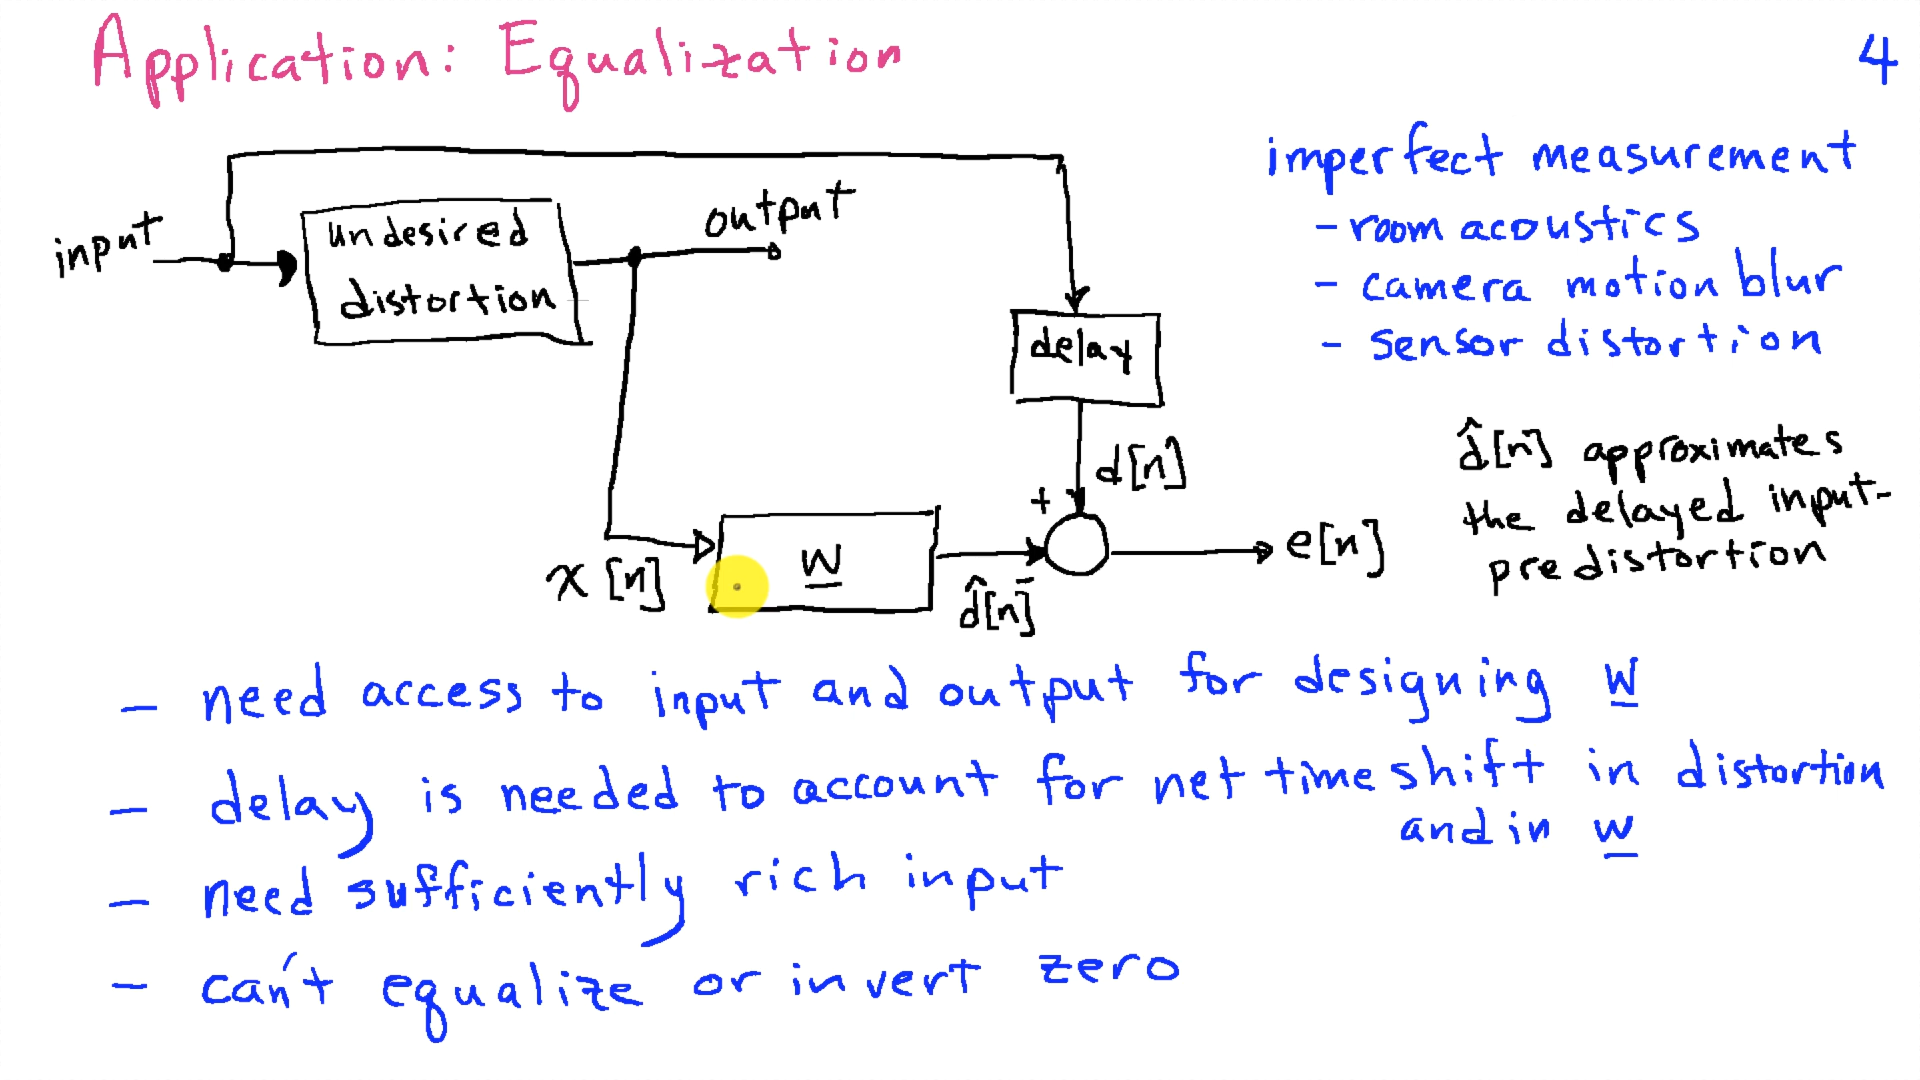 Application: Equalization
4
input
undesired
distortion
output
delay
d[n]
+
x[n]
w
d̂[n]
-
e[n]
imperfect measurement
- room acoustics
- camera motion blur
- sensor distortion
d̂[n] approximates
the delayed input-
predistortion
- need access to input and output for designing w
- delay is needed to account for net time shift in distortion
and in w
- need sufficiently rich input
- can't equalize or invert zero